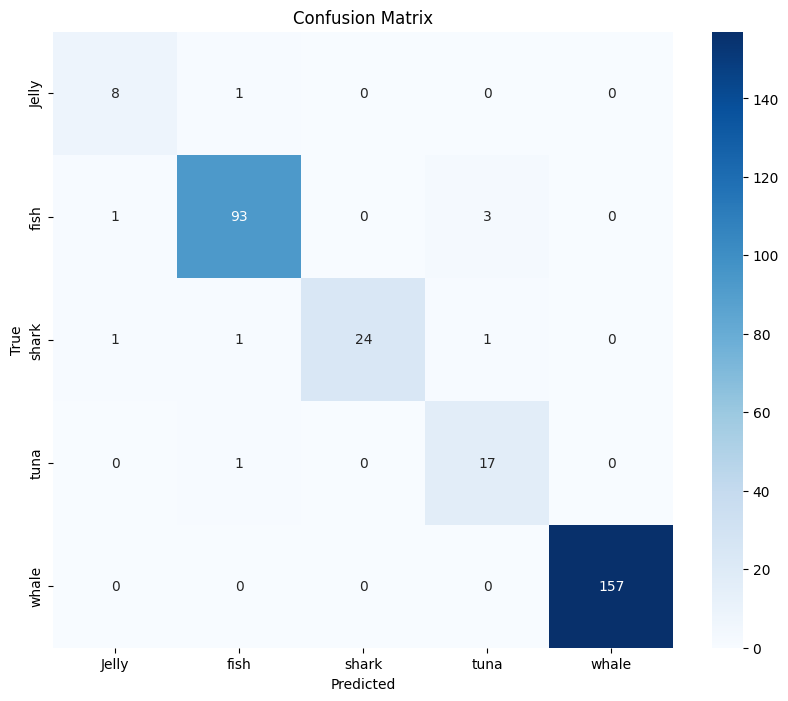 Confusion Matrix
Jelly 8 1 0 0 0
fish 1 93 0 3 0
shark 1 1 24 1 0
tuna 0 1 0 17 0
whale 0 0 0 0 157
Jelly fish shark tuna whale
Predicted
True
140
120
100
80
60
40
20
0